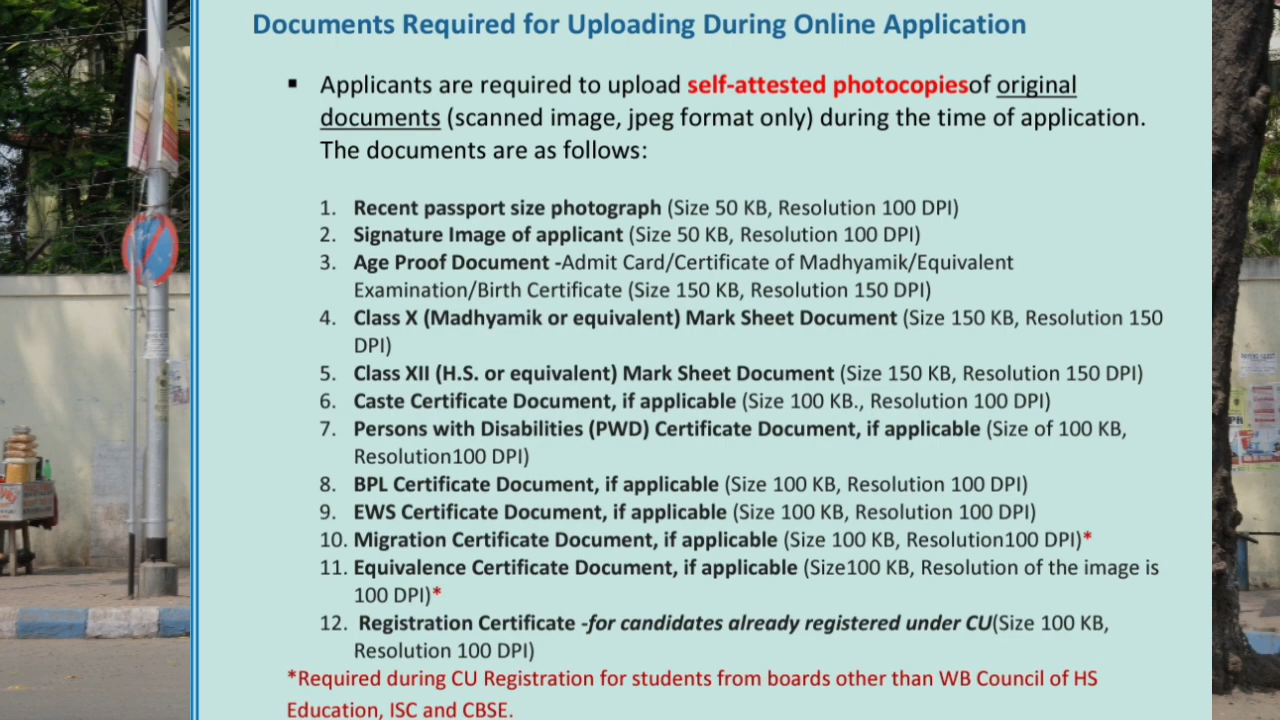 Documents Required for Uploading During Online Application
▪ Applicants are required to upload self-attested photocopiesof original
documents (scanned image, jpeg format only) during the time of application.
The documents are as follows:
1. Recent passport size photograph (Size 50 KB, Resolution 100 DPI)
2. Signature Image of applicant (Size 50 KB, Resolution 100 DPI)
3. Age Proof Document -Admit Card/Certificate of Madhyamik/Equivalent
Examination/Birth Certificate (Size 150 KB, Resolution 150 DPI)
4. Class X (Madhyamik or equivalent) Mark Sheet Document (Size 150 KB, Resolution 150
DPI)
5. Class XII (H.S. or equivalent) Mark Sheet Document (Size 150 KB, Resolution 150 DPI)
6. Caste Certificate Document, if applicable (Size 100 KB., Resolution 100 DPI)
7. Persons with Disabilities (PWD) Certificate Document, if applicable (Size of 100 KB,
Resolution100 DPI)
8. BPL Certificate Document, if applicable (Size 100 KB, Resolution 100 DPI)
9. EWS Certificate Document, if applicable (Size 100 KB, Resolution 100 DPI)
10. Migration Certificate Document, if applicable (Size 100 KB, Resolution100 DPI)*
11. Equivalence Certificate Document, if applicable (Size100 KB, Resolution of the image is
100 DPI)*
12. Registration Certificate -for candidates already registered under CU(Size 100 KB,
Resolution 100 DPI)
*Required during CU Registration for students from boards other than WB Council of HS
Education, ISC and CBSE.